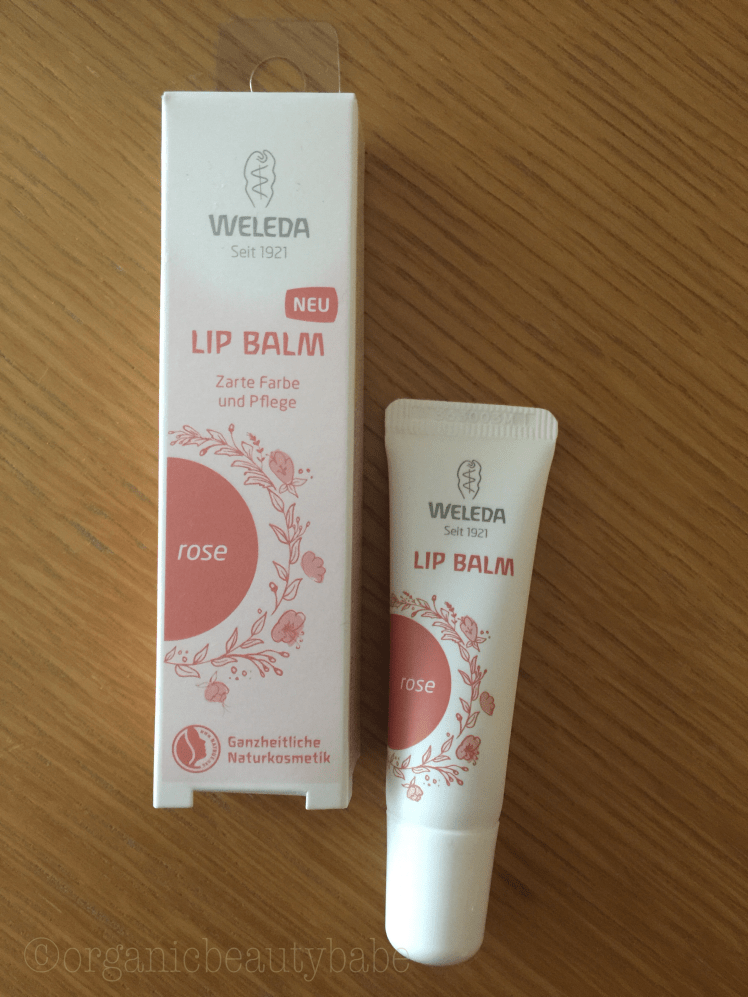 WELEDA
Seit 1921
NEU
LIP BALM
Zarte Farbe
und Pflege
rose
Ganzheitliche
Naturkosmetik
WELEDA
Seit 1921
LIP BALM
rose
©organicbeautybabe